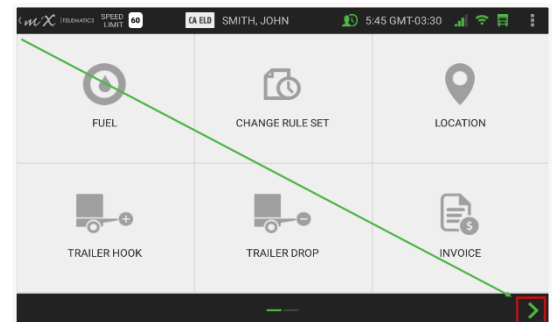 mX TELEMATICS SPEED LIMIT 60 CA ELD SMITH, JOHN 5:45 GMT-03:30
FUEL CHANGE RULE SET LOCATION
TRAILER HOOK TRAILER DROP INVOICE